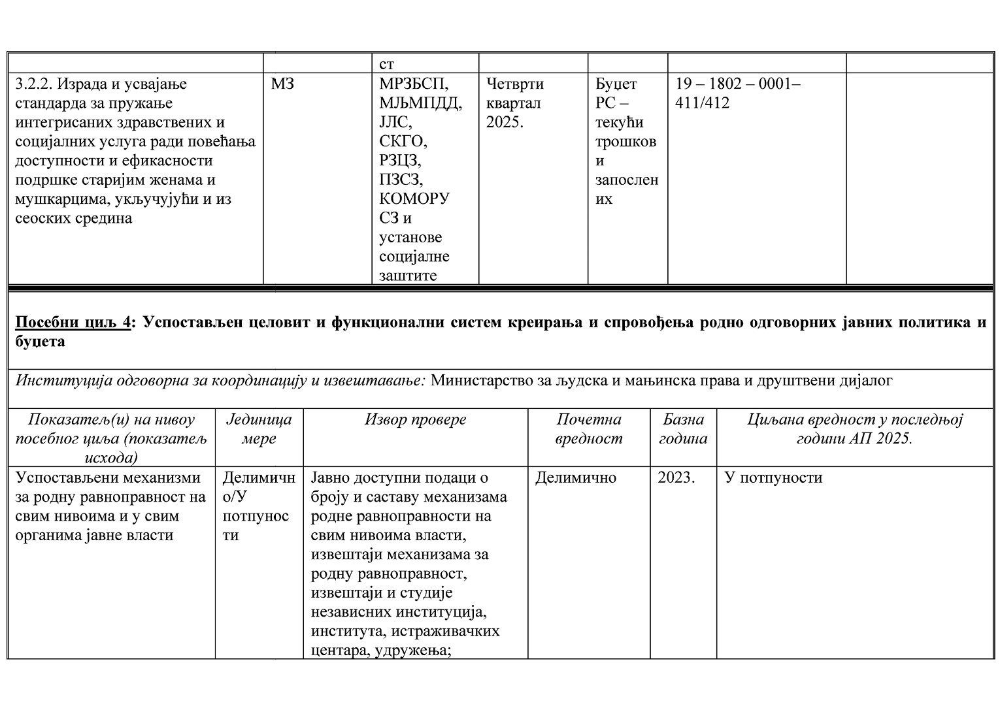 ст
3.2.2. Израда и усвајање
стандарда за пружање
интегрисаних здравствених и
социјалних услуга ради повећања
доступности и ефикасности
подршке старијим женама и
мушкарцима, укључујући и из
сеоских средина
МЗ
МРЗБСП,
МЉМПДД,
ЈЛС,
СКГО,
РЗЦЗ,
ПЗСЗ,
КОМОРУ
СЗ и
установе
социјалне
заштите
Четврти
квартал
2025.
Буџет
РС –
текући
трошков
и
запослен
их
19 – 1802 – 0001–
411/412
Посебни циљ 4: Успостављен целовит и функционални систем креирања и спровођења родно одговорних јавних политика и
буџета
Институција одговорна за координацију и извештавање: Министарство за људска и мањинска права и друштвени дијалог
Показатељ(и) на нивоу
посебног циља (показатељ
исхода)
Јединица
мере
Извор провере
Почетна
вредност
Базна
година
Циљана вредност у последњој
години АП 2025.
Успостављени механизми
за родну равноправност на
свим нивоима и у свим
органима јавне власти
Делимичн
о/У
потпунос
ти
Јавно доступни подаци о
броју и саставу механизама
родне равноправности на
свим нивоима власти,
извештаји механизама за
родну равноправност,
извештаји и студије
независних институција,
института, истраживачких
центара, удружења;
Делимично
2023.
У потпуности